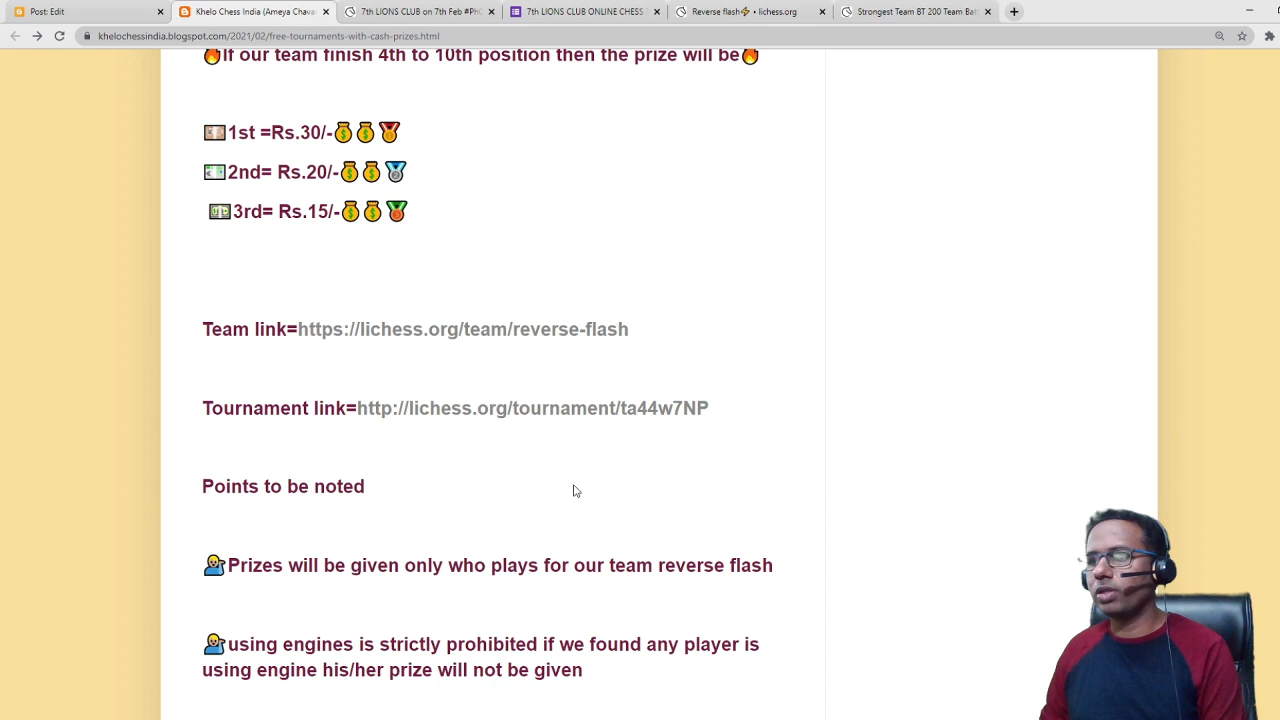 Post: Edit
Khelo Chess India (Ameya Chava
7th LIONS CLUB on 7th Feb #Ph
7th LIONS CLUB ONLINE CHESS
Reverse flash⚡ • lichess.org
Strongest Team BT 200 Team Bat
khelochessindia.blogspot.com/2021/02/free-tournaments-with-cash-prizes.html
🔥If our team finish 4th to 10th position then the prize will be🔥
💴1st =Rs.30/-💰💰🥇
💶2nd= Rs.20/-💰💰🥈
💵3rd= Rs.15/-💰💰🥉
Team link=https://lichess.org/team/reverse-flash
Tournament link=http://lichess.org/tournament/ta44w7NP
Points to be noted
💁Prizes will be given only who plays for our team reverse flash
💁using engines is strictly prohibited if we found any player is
using engine his/her prize will not be given